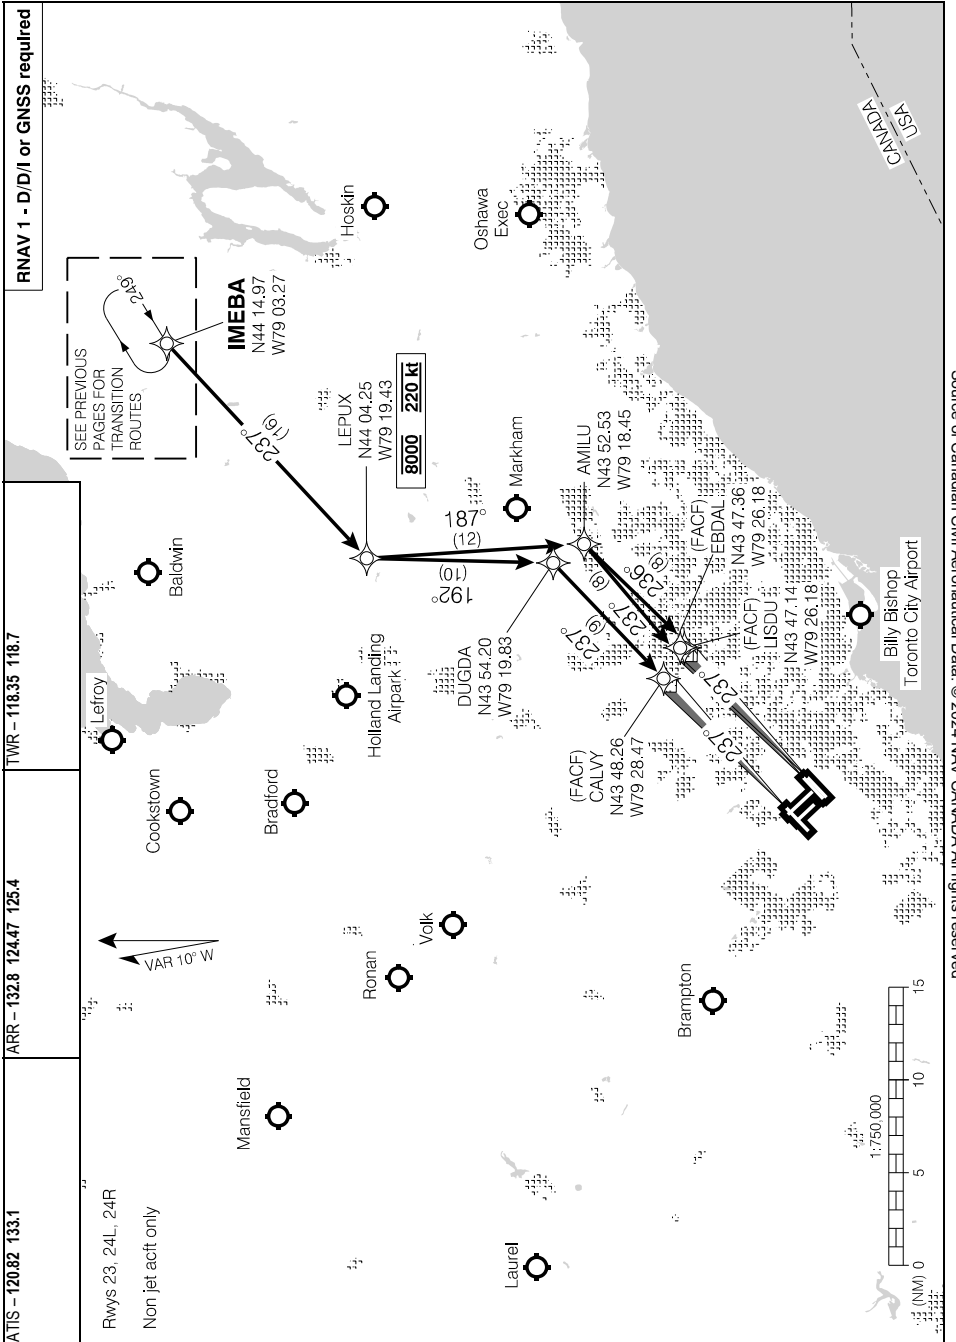 ATIS – 120.82 133.1
ARR – 132.8 124.47 125.4
TWR – 118.35 118.7
RNAV 1 - D/D/I or GNSS required
Rwys 23, 24L, 24R
Non jet acft only
VAR 10° W
SEE PREVIOUS
PAGES FOR
TRANSITION
ROUTES
249°
IMEBA
N44 14.97
W79 03.27
237°
(16)
LEPUX
N44 04.25
W79 19.43
8000 220 kt
187°
(12)
(10)
192°
DUGDA
N43 54.20
W79 19.83
AMILU
N43 52.53
W79 18.45
237°
(9)
237°
(8)
236°
(8)
(FACF)
CALVY
N43 48.26
W79 28.47
(FACF)
EBDAL
N43 47.36
W79 26.18
(FACF)
LISDU
N43 47.14
W79 26.18
237°
237°
Lefroy
Baldwin
Cookstown
Bradford
Holland Landing
Airpark
Hoskin
Oshawa
Exec
Markham
Mansfield
Ronan
Volk
Brampton
Laurel
Billy Bishop
Toronto City Airport
CANADA
USA
1:750,000
(NM) 0 5 10 15
Source of Canadian Civil Aeronautical Data: © 2024 NAV CANADA All rights reserved